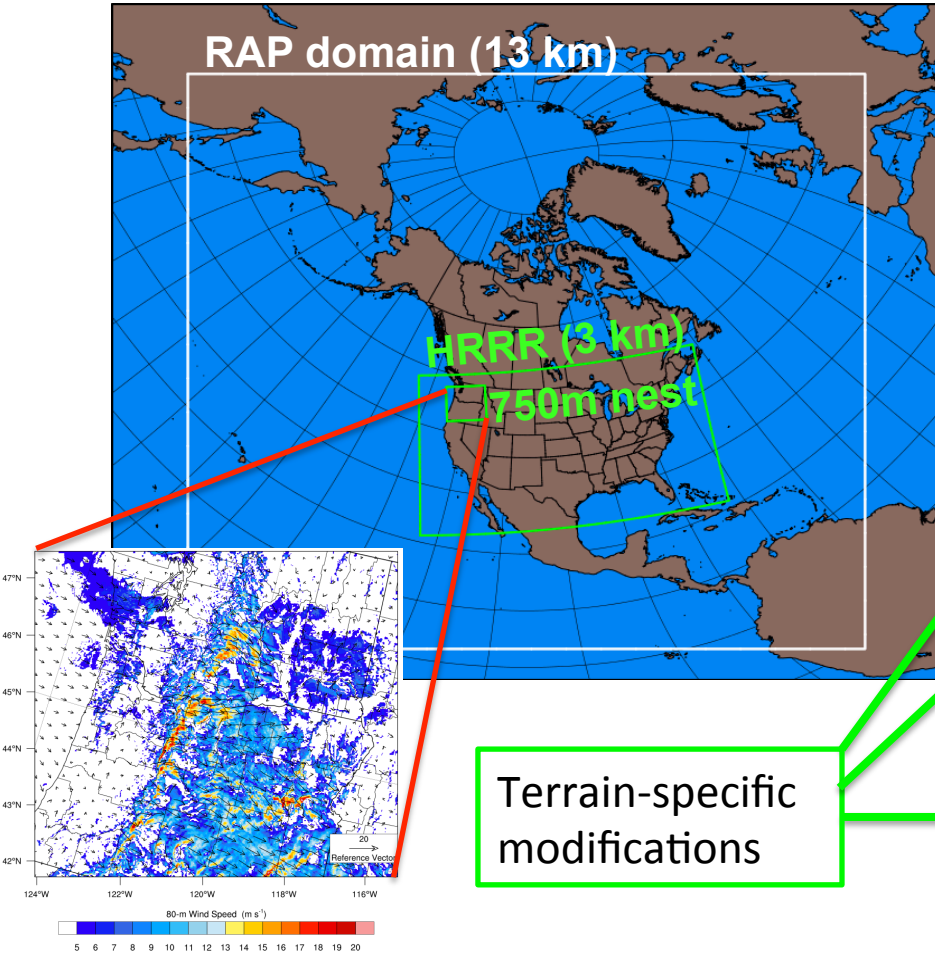 RAP domain (13 km)
HRRR (3 km)
750m nest
47°N
46°N
45°N
44°N
43°N
42°N
20
Reference Vector
124°W
122°W
120°W
118°W
116°W
80-m Wind Speed (m s⁻¹)
5 6 7 8 9 10 11 12 13 14 15 16 17 18 19 20
Terrain-specific
modifications